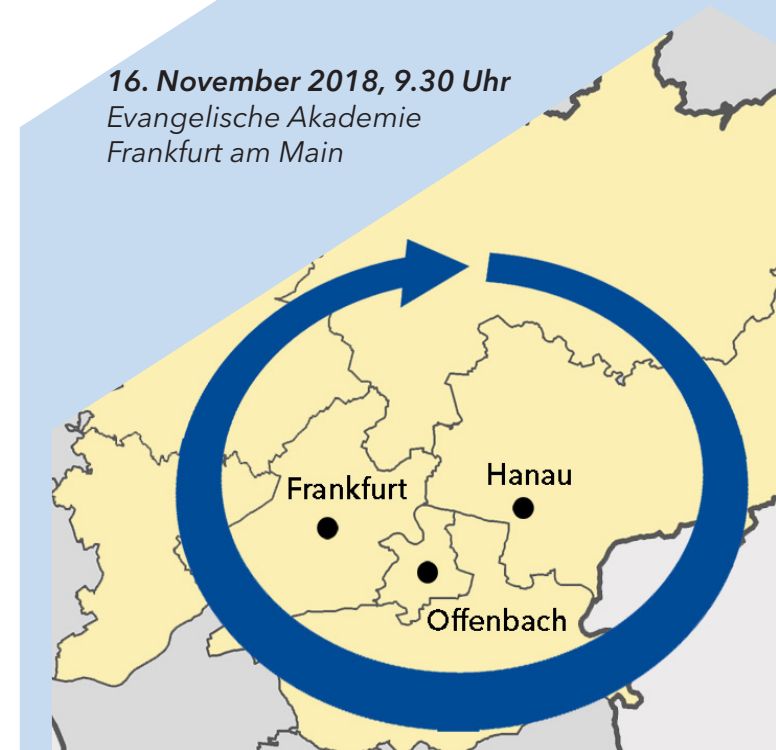 16. November 2018, 9.30 Uhr
Evangelische Akademie
Frankfurt am Main
Hanau
Frankfurt
Offenbach